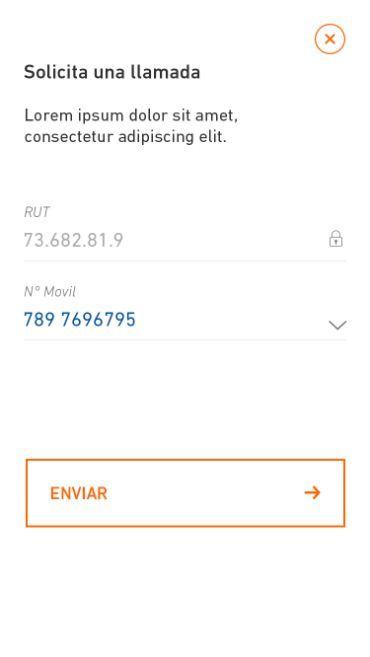 Solicita una llamada
Lorem ipsum dolor sit amet,
consectetur adipiscing elit.
RUT
73.682.81.9
N° Movil
789 7696795
ENVIAR